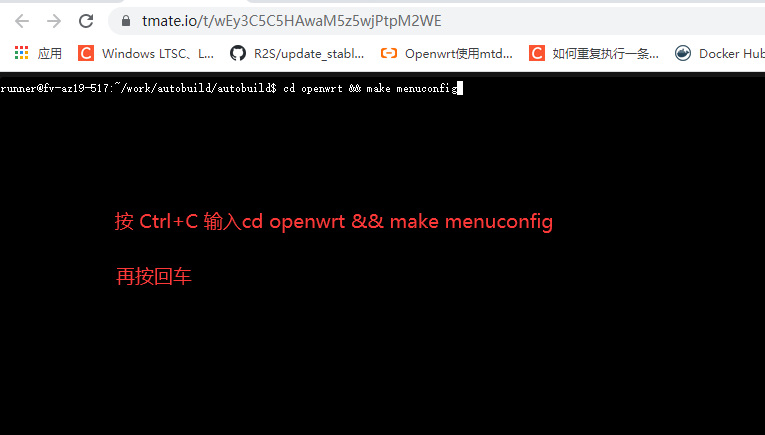 tmate.io/t/wEy3C5C5HAwaM5z5wjPtpM2WE
应用 Windows LTSC、L... R2S/update_stabl... Openwrt使用mtd... 如何重复执行一条... Docker Hub
runner@fv-az19-517:~/work/autobuild/autobuild$ cd openwrt && make menuconfig
按 Ctrl+C 输入cd openwrt && make menuconfig
再按回车